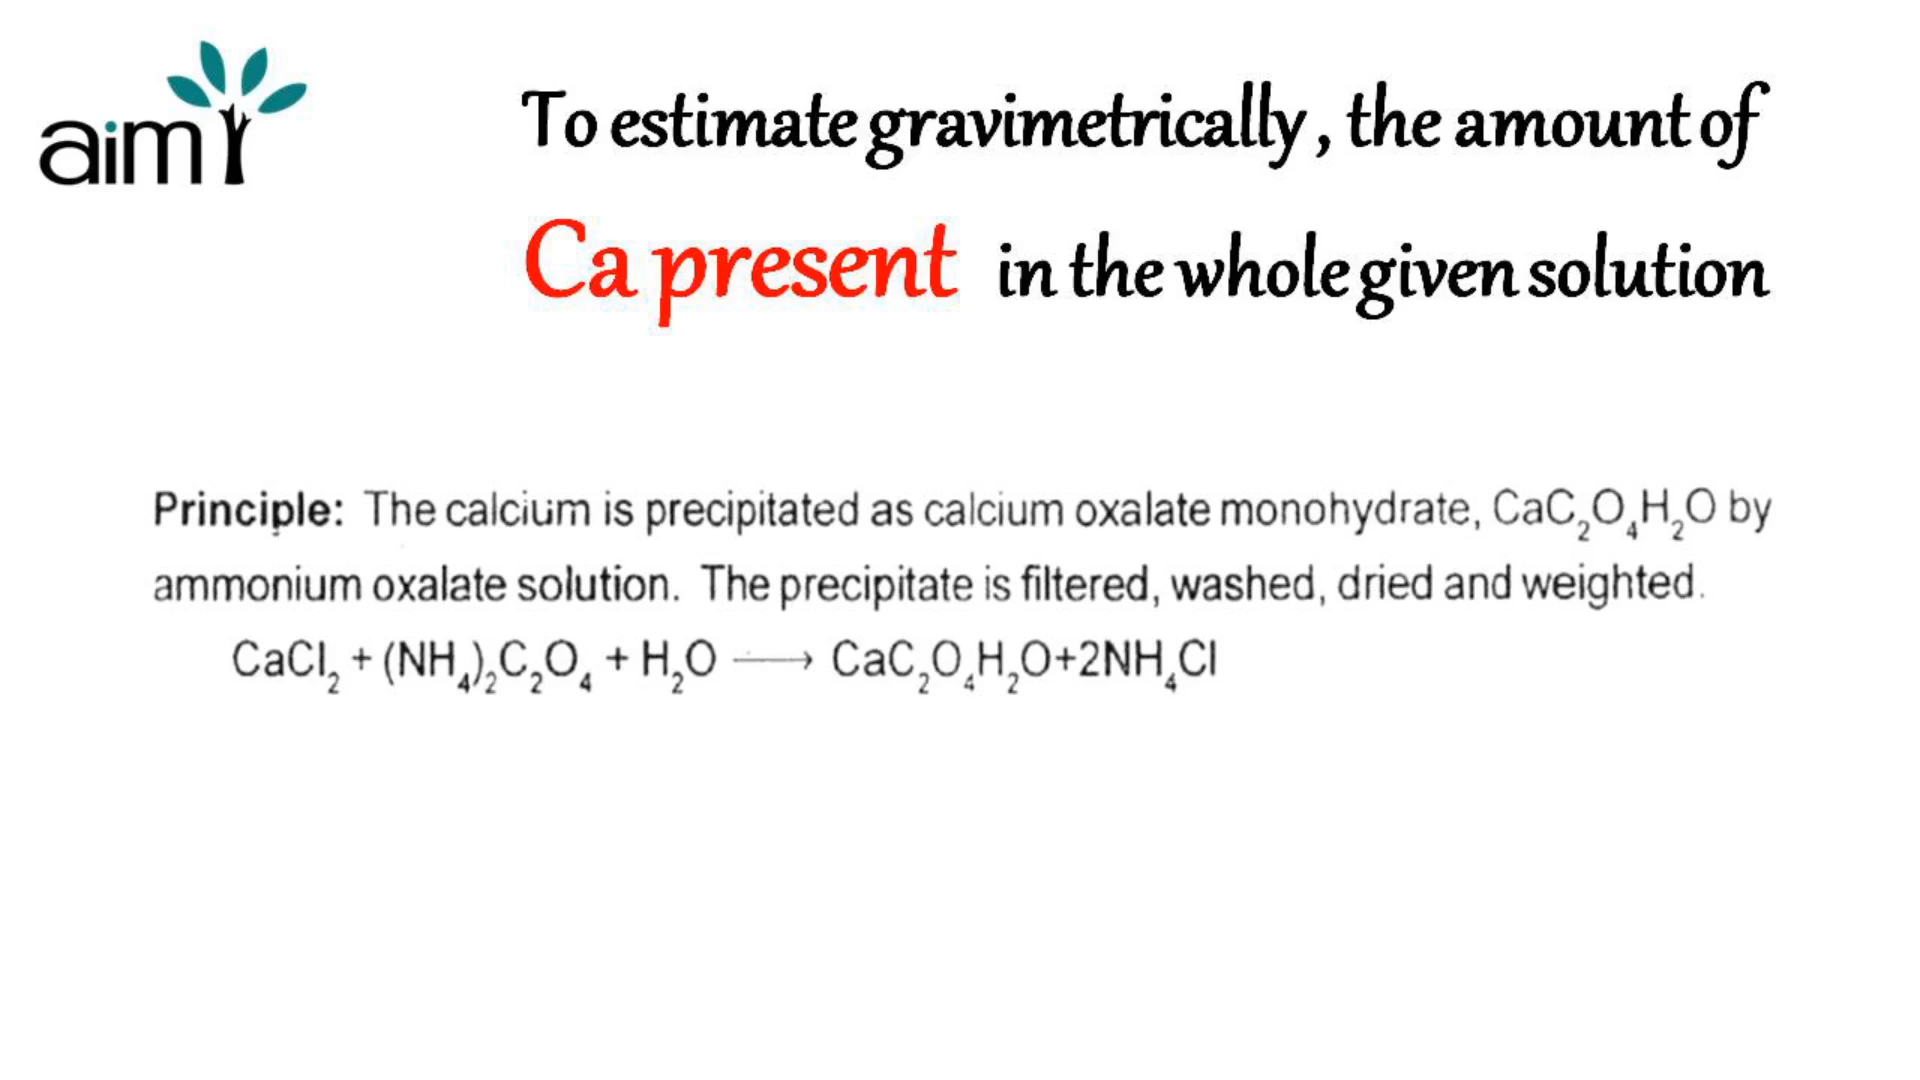 aim
To estimate gravimetrically, the amount of
Ca present in the whole given solution
Principle: The calcium is precipitated as calcium oxalate monohydrate, CaC₂O₄H₂O by
ammonium oxalate solution. The precipitate is filtered, washed, dried and weighted.
CaCl₂ + (NH₄)₂C₂O₄ + H₂O ⟶ CaC₂O₄H₂O+2NH₄Cl